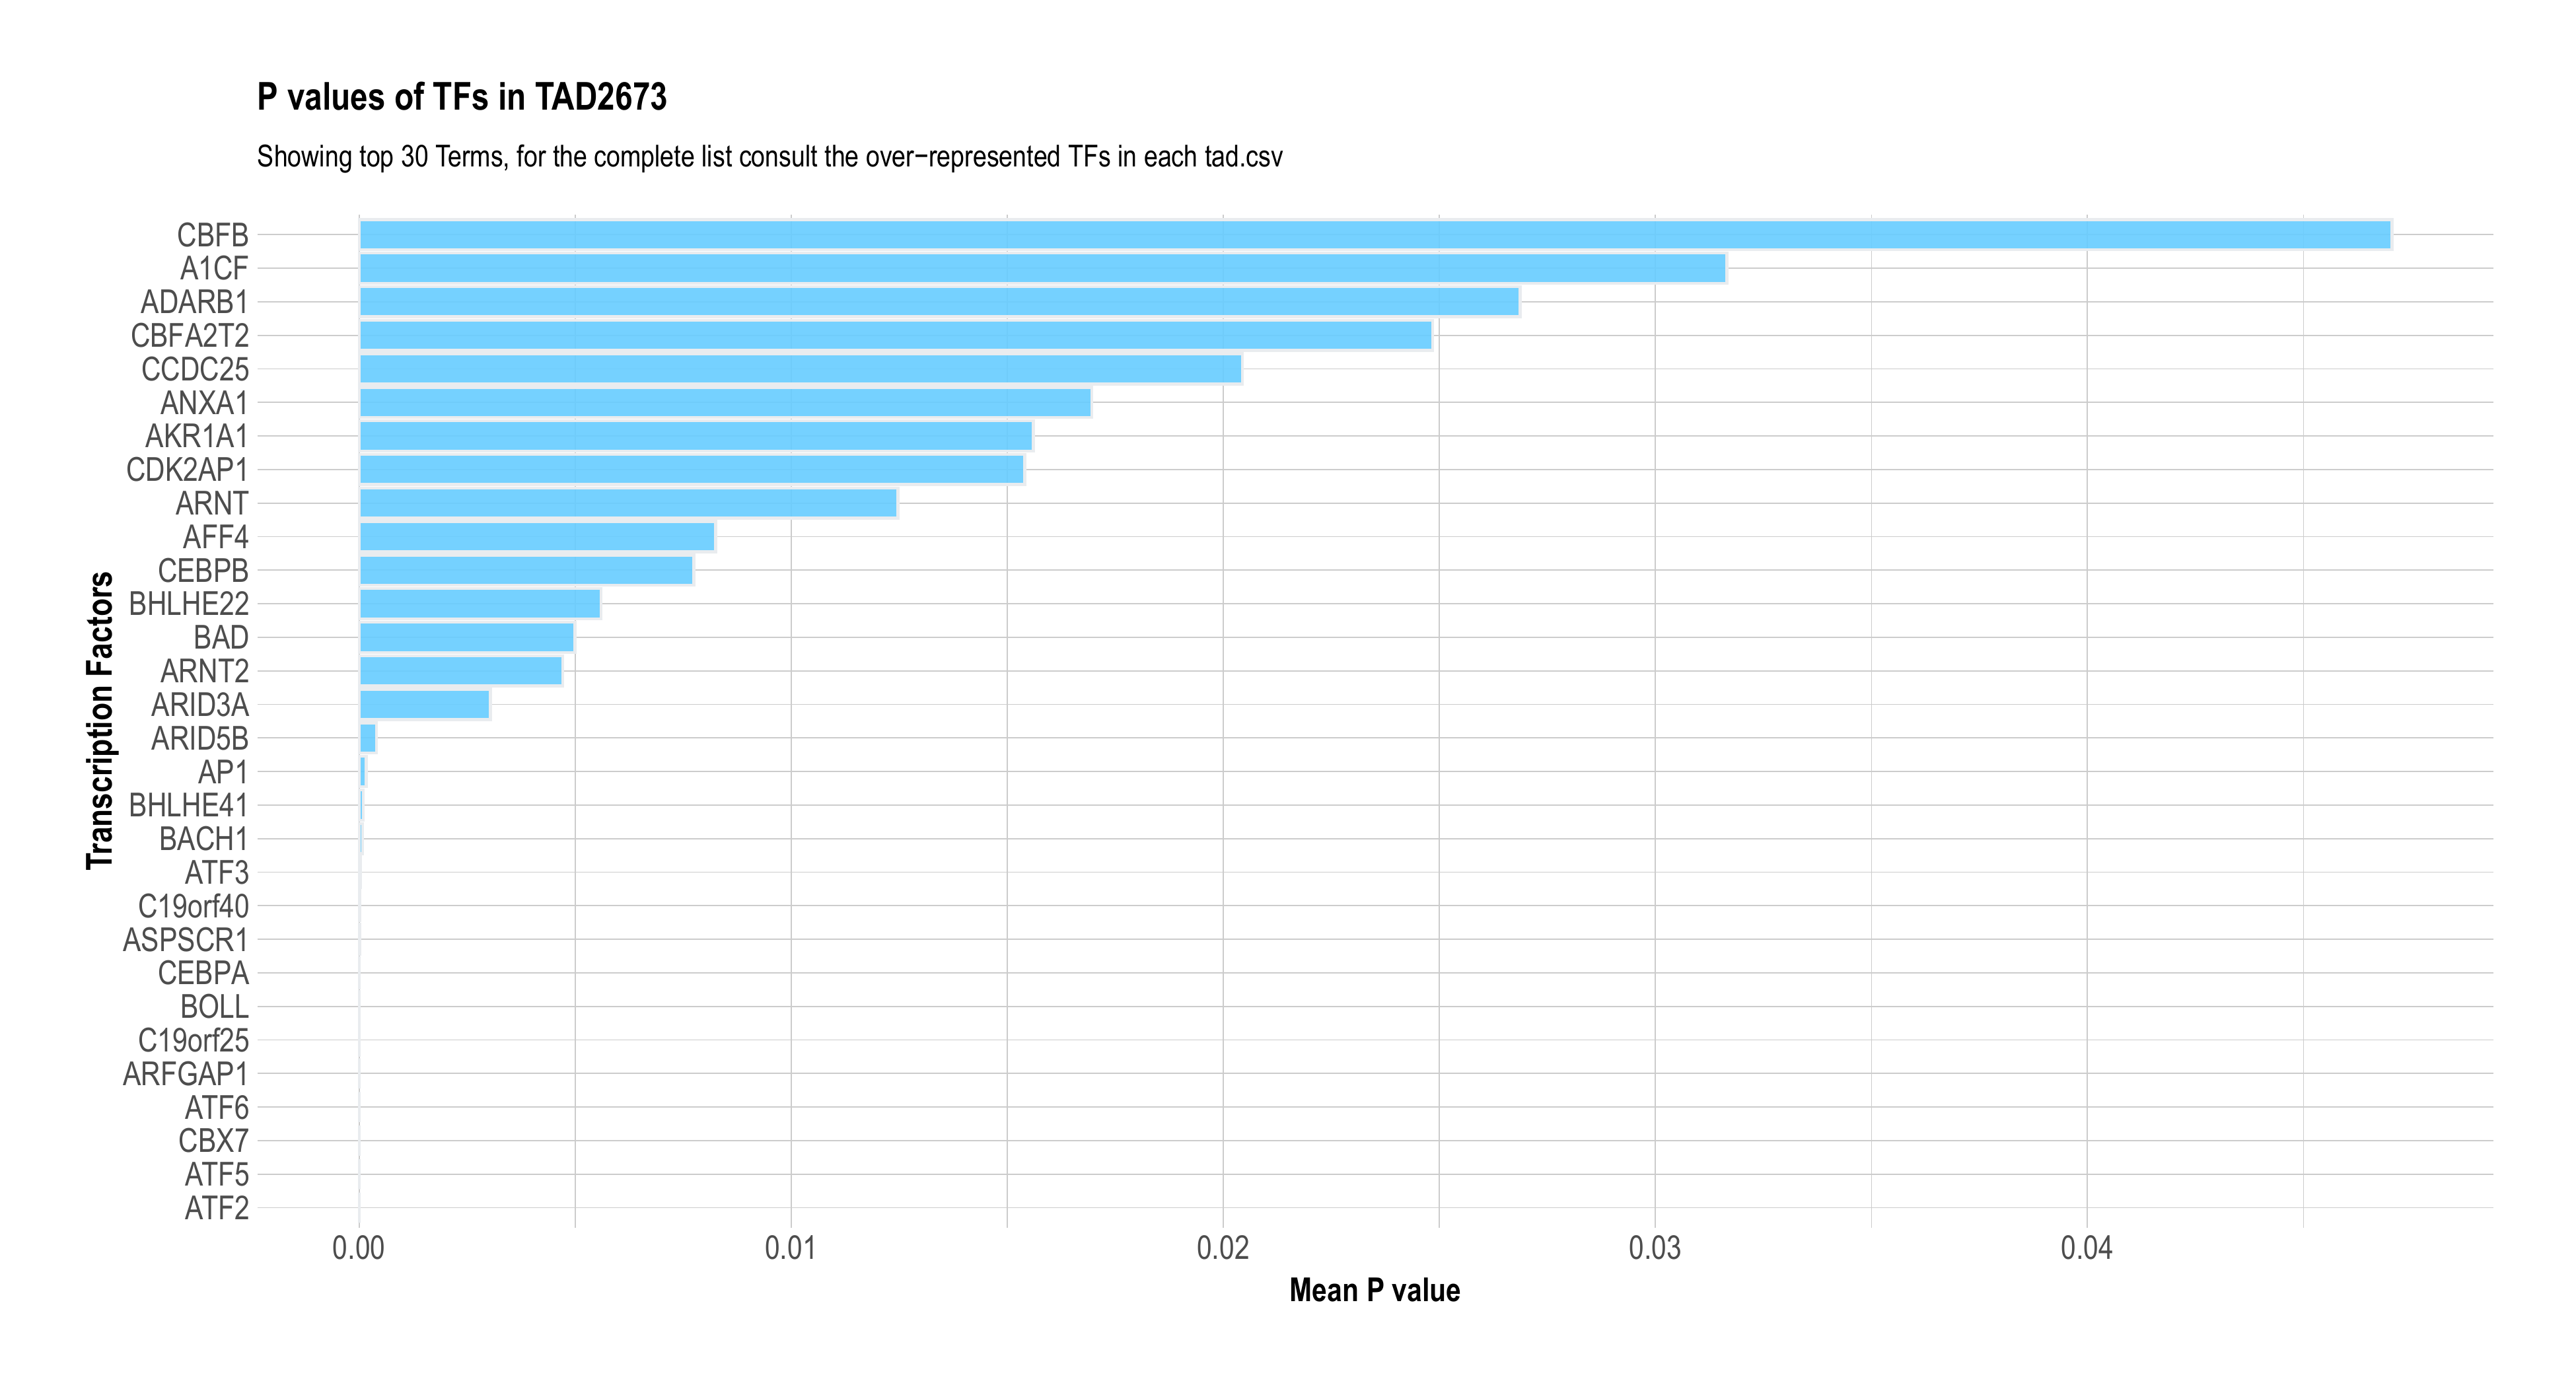 P values of TFs in TAD2673
Showing top 30 Terms, for the complete list consult the over−represented TFs in each tad.csv
Transcription Factors
CBFB
A1CF
ADARB1
CBFA2T2
CCDC25
ANXA1
AKR1A1
CDK2AP1
ARNT
AFF4
CEBPB
BHLHE22
BAD
ARNT2
ARID3A
ARID5B
AP1
BHLHE41
BACH1
ATF3
C19orf40
ASPSCR1
CEBPA
BOLL
C19orf25
ARFGAP1
ATF6
CBX7
ATF5
ATF2
0.00 0.01 0.02 0.03 0.04
Mean P value